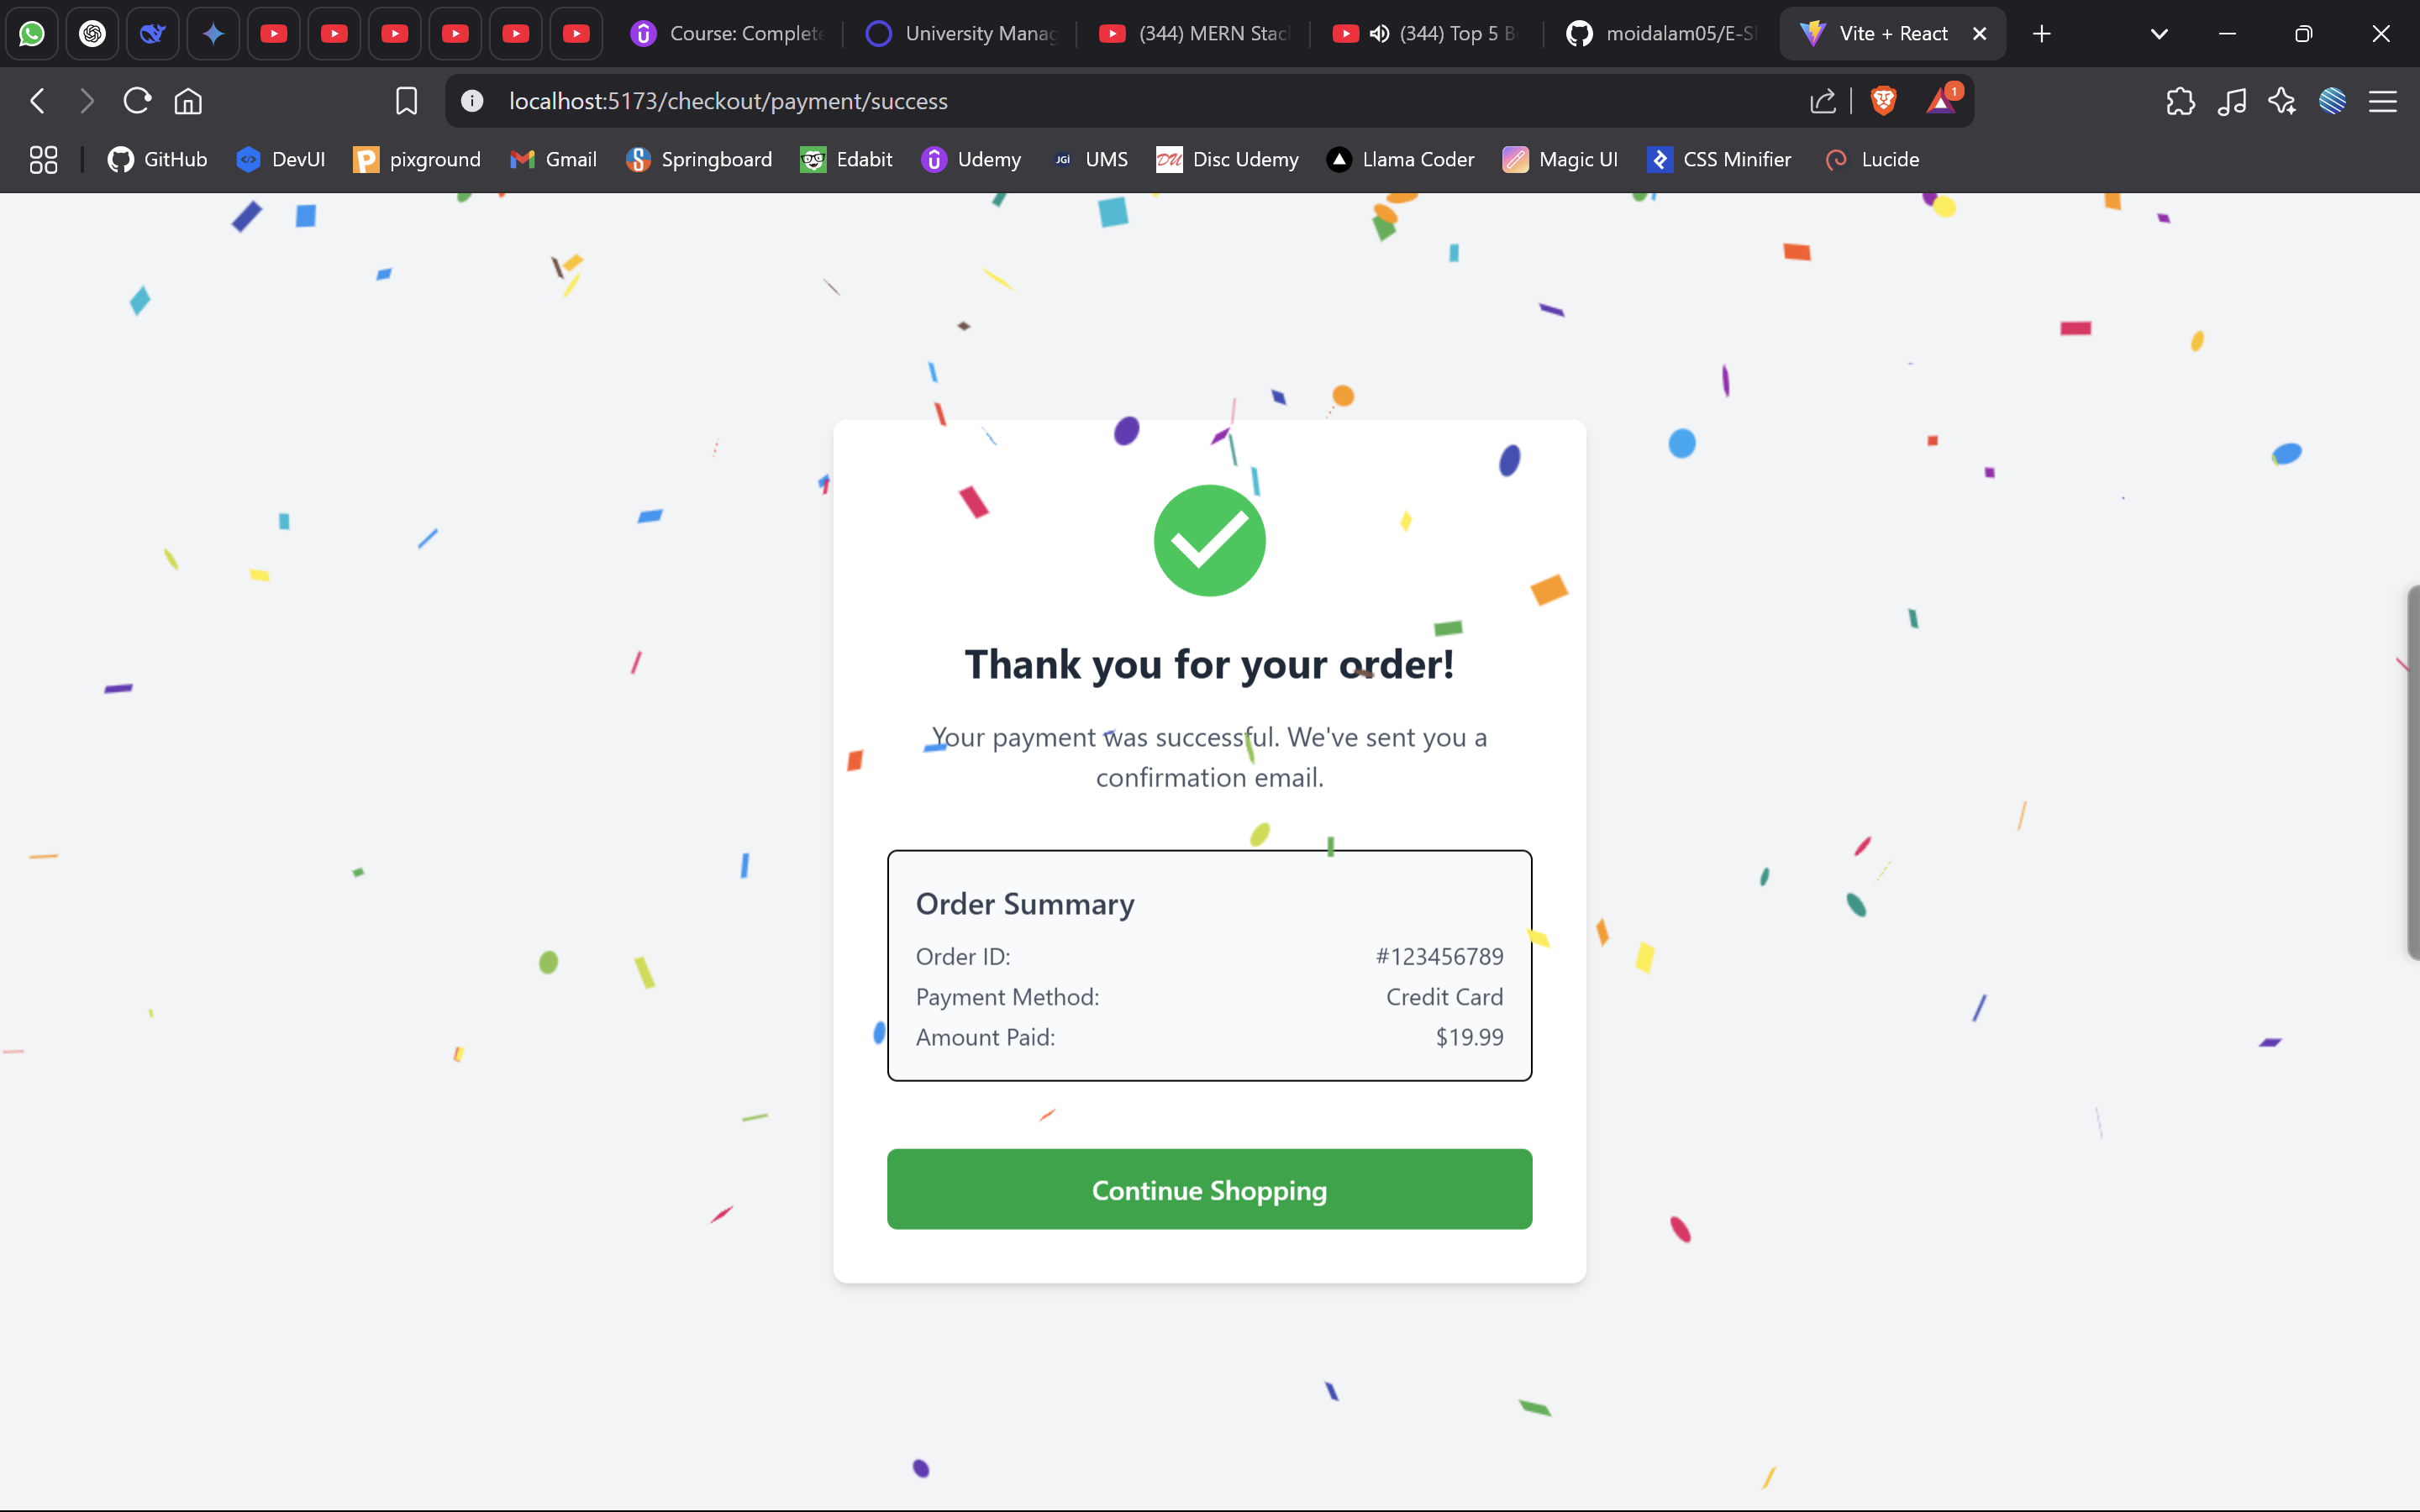 Course: Complete
University Manag
(344) MERN Stac
(344) Top 5 B
moidalam05/E-S
Vite + React
localhost:5173/checkout/payment/success
1
GitHub
DevUI
pixground
Gmail
Springboard
Edabit
Udemy
JGI
UMS
DU
Disc Udemy
Llama Coder
Magic UI
CSS Minifier
Lucide
Thank you for your order!
Your payment was successful. We've sent you a
confirmation email.
Order Summary
Order ID: #123456789
Payment Method: Credit Card
Amount Paid: $19.99
Continue Shopping